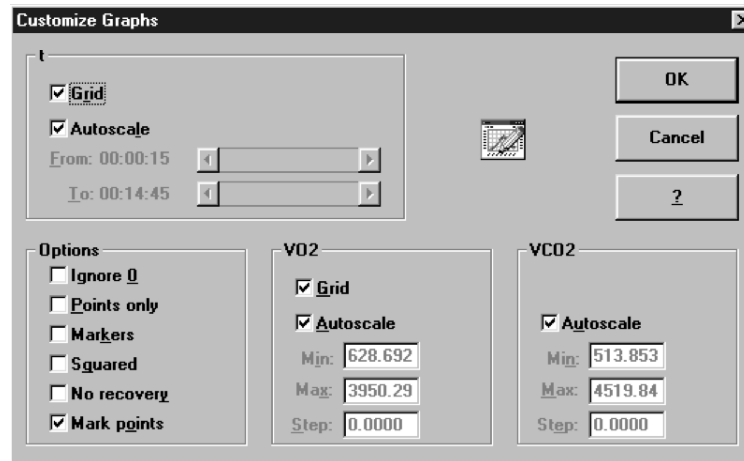 Customize Graphs
t
Grid
Autoscale
From: 00:00:15
To: 00:14:45
OK
Cancel
?
Options
Ignore 0
Points only
Markers
Squared
No recovery
Mark points
VO2
Grid
Autoscale
Min: 628.692
Max: 3950.29
Step: 0.0000
VCO2
Autoscale
Min: 513.853
Max: 4519.84
Step: 0.0000